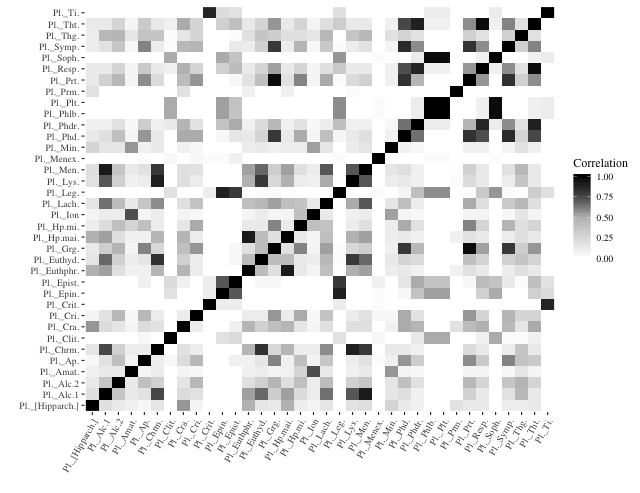 Pl._Ti.
Pl._Tht.
Pl._Thg.
Pl._Symp.
Pl._Soph.
Pl._Resp.
Pl._Prt.
Pl._Prm.
Pl._Plt.
Pl._Phlb.
Pl._Phdr.
Pl._Phd.
Pl._Min.
Pl._Menex.
Pl._Men.
Pl._Lys.
Pl._Leg.
Pl._Lach.
Pl._Ion
Pl._Hp.mi.
Pl._Hp.mai.
Pl._Grg.
Pl._Euthyd.
Pl._Euthphr.
Pl._Epist.
Pl._Epin.
Pl._Crit.
Pl._Cri.
Pl._Cra.
Pl._Clit.
Pl._Chrm.
Pl._Ap.
Pl._Amat.
Pl._Alc.2
Pl._Alc.1
Pl._[Hipparch.]
Pl._[Hipparch.]
Pl._Alc.1
Pl._Alc.2
Pl._Amat.
Pl._Ap.
Pl._Chrm.
Pl._Clit.
Pl._Cra.
Pl._Cri.
Pl._Crit.
Pl._Epin.
Pl._Epist.
Pl._Euthphr.
Pl._Euthyd.
Pl._Grg.
Pl._Hp.mai.
Pl._Hp.mi.
Pl._Ion
Pl._Lach.
Pl._Leg.
Pl._Lys.
Pl._Men.
Pl._Menex.
Pl._Min.
Pl._Phd.
Pl._Phdr.
Pl._Phlb.
Pl._Plt.
Pl._Prm.
Pl._Prt.
Pl._Resp.
Pl._Soph.
Pl._Symp.
Pl._Thg.
Pl._Tht.
Pl._Ti.
Correlation
1.00
0.75
0.50
0.25
0.00